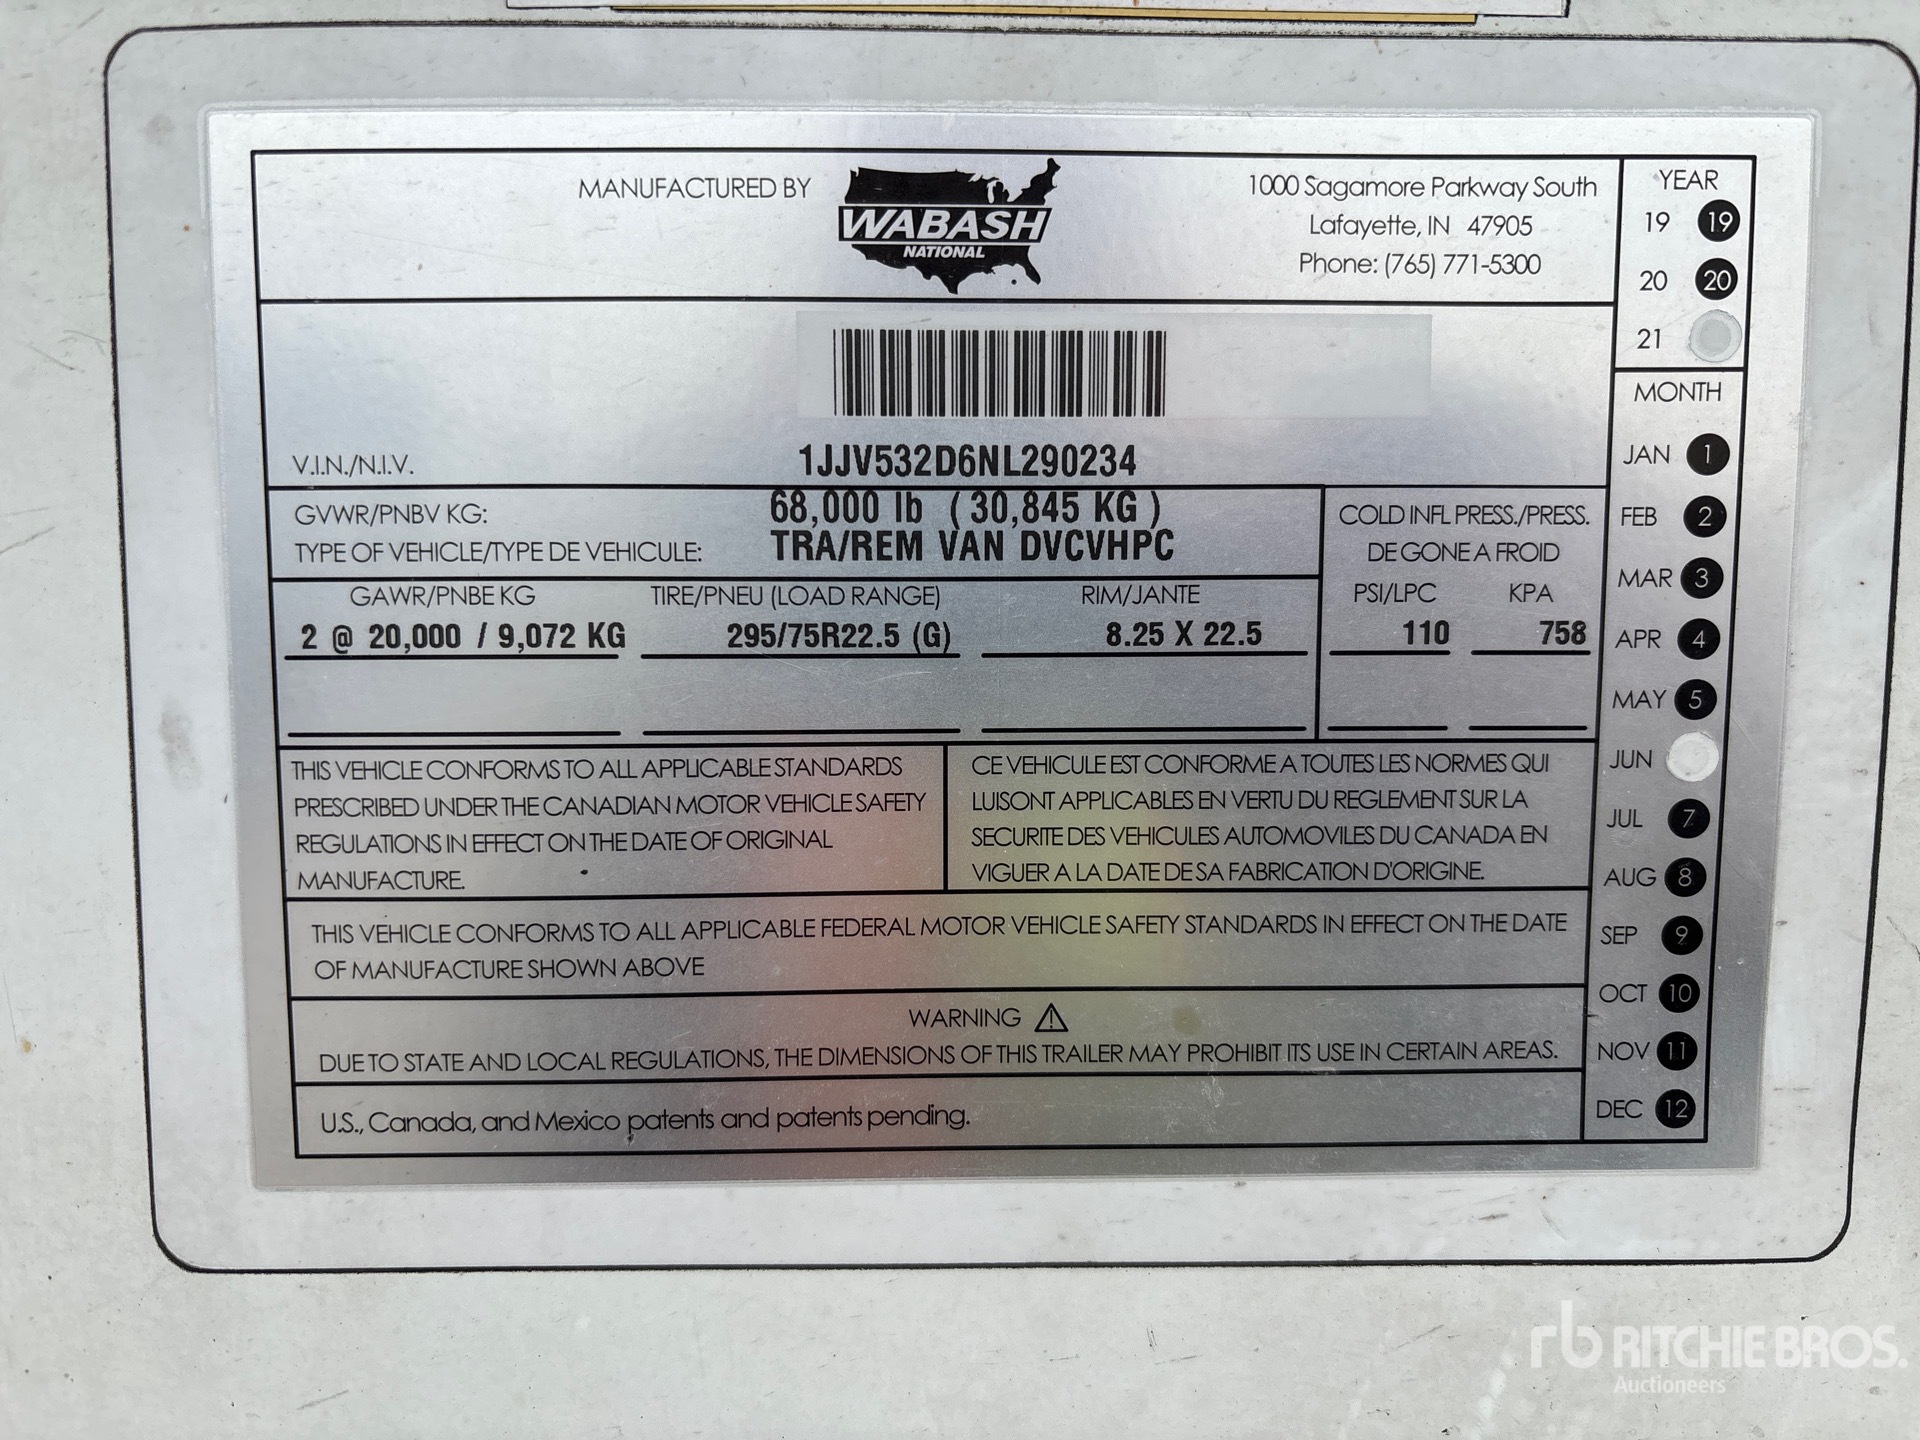 MANUFACTURED BY
WABASH
NATIONAL
1000 Sagamore Parkway South
Lafayette, IN 47905
Phone: (765) 771-5300
YEAR
19 19
20 20
21
V.I.N./N.I.V.
1JJV532D6NL290234
GVWR/PNBV KG:
68,000 lb (30,845 KG)
TYPE OF VEHICLE/TYPE DE VEHICULE:
TRA/REM VAN DVCVHPC
COLD INFL PRESS./PRESS.
DE GONE A FROID
GAWR/PNBE KG TIRE/PNEU (LOAD RANGE) RIM/JANTE PSI/LPC KPA
2 @ 20,000 / 9,072 KG 295/75R22.5 (G) 8.25 X 22.5 110 758
THIS VEHICLE CONFORMS TO ALL APPLICABLE STANDARDS
PRESCRIBED UNDER THE CANADIAN MOTOR VEHICLE SAFETY
REGULATIONS IN EFFECT ON THE DATE OF ORIGINAL
MANUFACTURE.
CE VEHICULE EST CONFORME A TOUTES LES NORMES QUI
LUISONT APPLICABLES EN VERTU DU REGLEMENT SUR LA
SECURITE DES VEHICULES AUTOMOVILES DU CANADA EN
VIGUER A LA DATE DE SA FABRICATION D'ORIGINE.
THIS VEHICLE CONFORMS TO ALL APPLICABLE FEDERAL MOTOR VEHICLE SAFETY STANDARDS IN EFFECT ON THE DATE
OF MANUFACTURE SHOWN ABOVE
WARNING
DUE TO STATE AND LOCAL REGULATIONS, THE DIMENSIONS OF THIS TRAILER MAY PROHIBIT ITS USE IN CERTAIN AREAS.
U.S., Canada, and Mexico patents and patents pending.
MONTH
JAN 1
FEB 2
MAR 3
APR 4
MAY 5
JUN
JUL 7
AUG 8
SEP 9
OCT 10
NOV 11
DEC 12
rb RITCHIE BROS.
Auctioneers